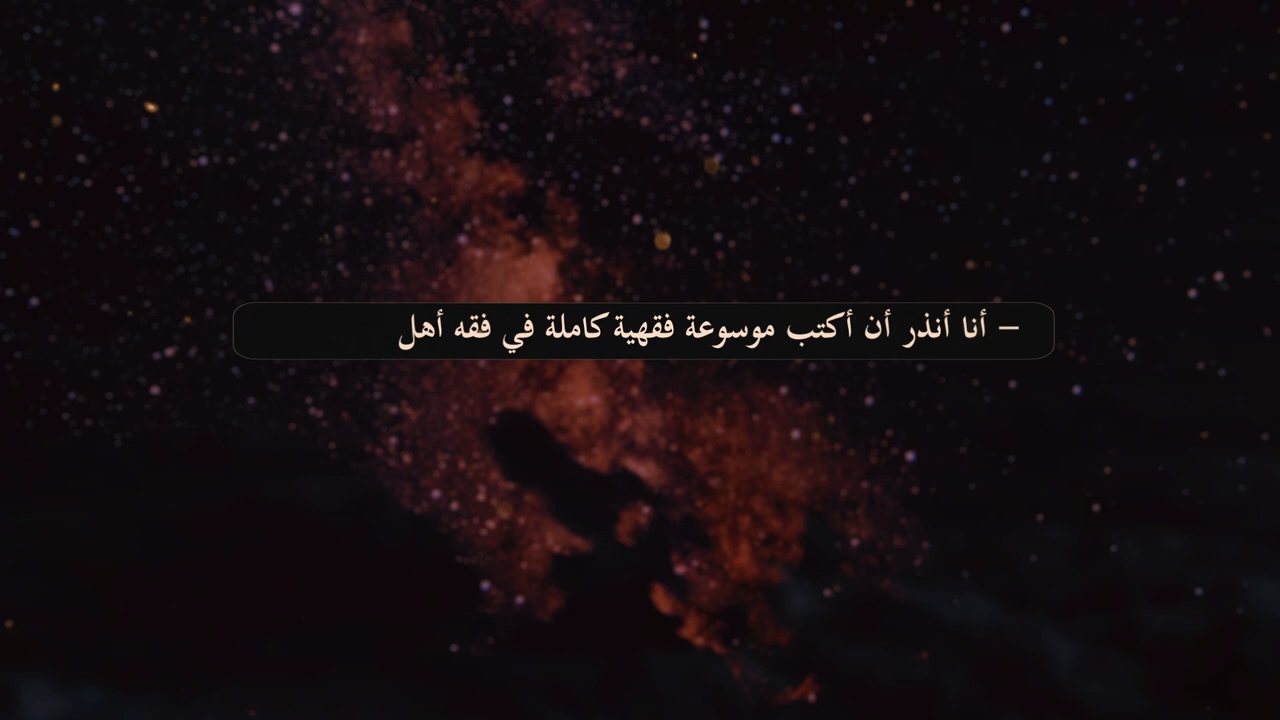 – أنا أنذر أن أكتب موسوعة فقهية كاملة في فقه أهل